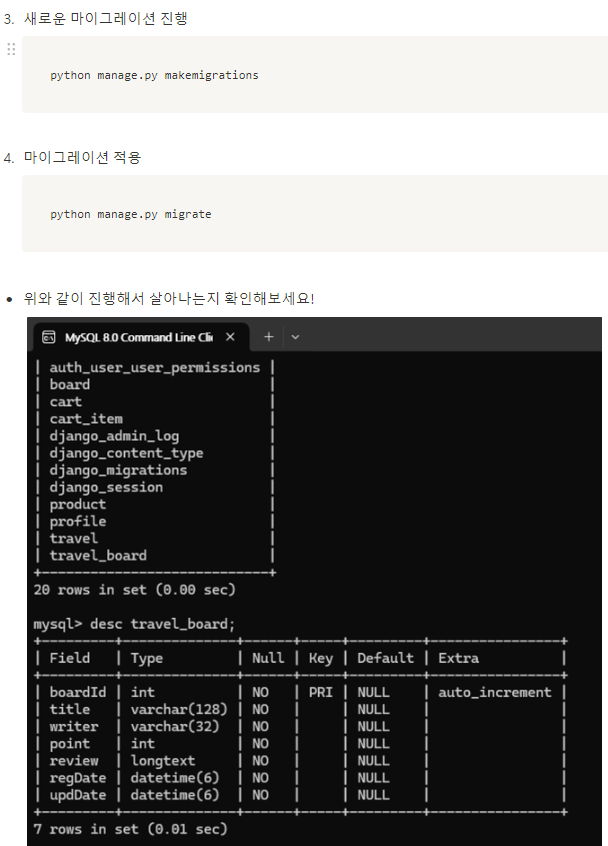 3. 새로운 마이그레이션 진행
python manage.py makemigrations
4. 마이그레이션 적용
python manage.py migrate
• 위와 같이 진행해서 살아나는지 확인해보세요!
MySQL 8.0 Command Line Cli × +
| auth_user_user_permissions |
| board |
| cart |
| cart_item |
| django_admin_log |
| django_content_type |
| django_migrations |
| django_session |
| product |
| profile |
| travel |
| travel_board |
+----------------------------+
20 rows in set (0.00 sec)
mysql> desc travel_board;
+---------+--------------+------+-----+---------+----------------+
| Field | Type | Null | Key | Default | Extra |
+---------+--------------+------+-----+---------+----------------+
| boardId | int | NO | PRI | NULL | auto_increment |
| title | varchar(128) | NO | | NULL | |
| writer | varchar(32) | NO | | NULL | |
| point | int | NO | | NULL | |
| review | longtext | NO | | NULL | |
| regDate | datetime(6) | NO | | NULL | |
| updDate | datetime(6) | NO | | NULL | |
+---------+--------------+------+-----+---------+----------------+
7 rows in set (0.01 sec)